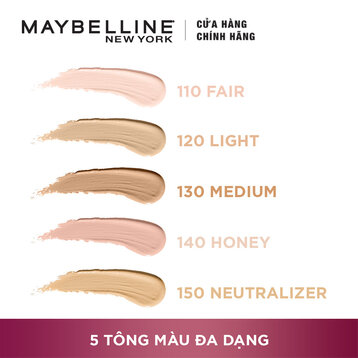 MAYBELLINE
NEW YORK
CỬA HÀNG
CHÍNH HÃNG
110 FAIR
120 LIGHT
130 MEDIUM
140 HONEY
150 NEUTRALIZER
5 TÔNG MÀU ĐA DẠNG